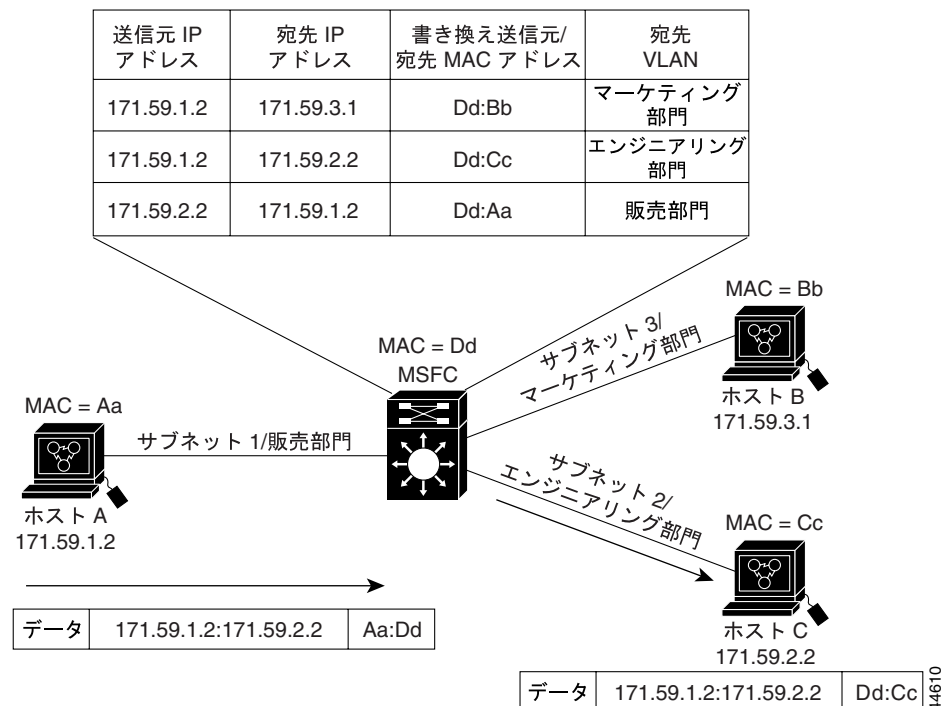 送信元 IP アドレス
宛先 IP アドレス
書き換え送信元/宛先 MAC アドレス
宛先 VLAN
171.59.1.2 171.59.3.1 Dd:Bb マーケティング部門
171.59.1.2 171.59.2.2 Dd:Cc エンジニアリング部門
171.59.2.2 171.59.1.2 Dd:Aa 販売部門
MAC = Bb
サブネット 3/
マーケティング部門
ホスト B
171.59.3.1
MAC = Dd
MSFC
MAC = Aa
サブネット 1/販売部門
ホスト A
171.59.1.2
サブネット 2/
エンジニアリング部門
MAC = Cc
ホスト C
171.59.2.2
データ 171.59.1.2:171.59.2.2 Aa:Dd
データ 171.59.1.2:171.59.2.2 Dd:Cc
44610